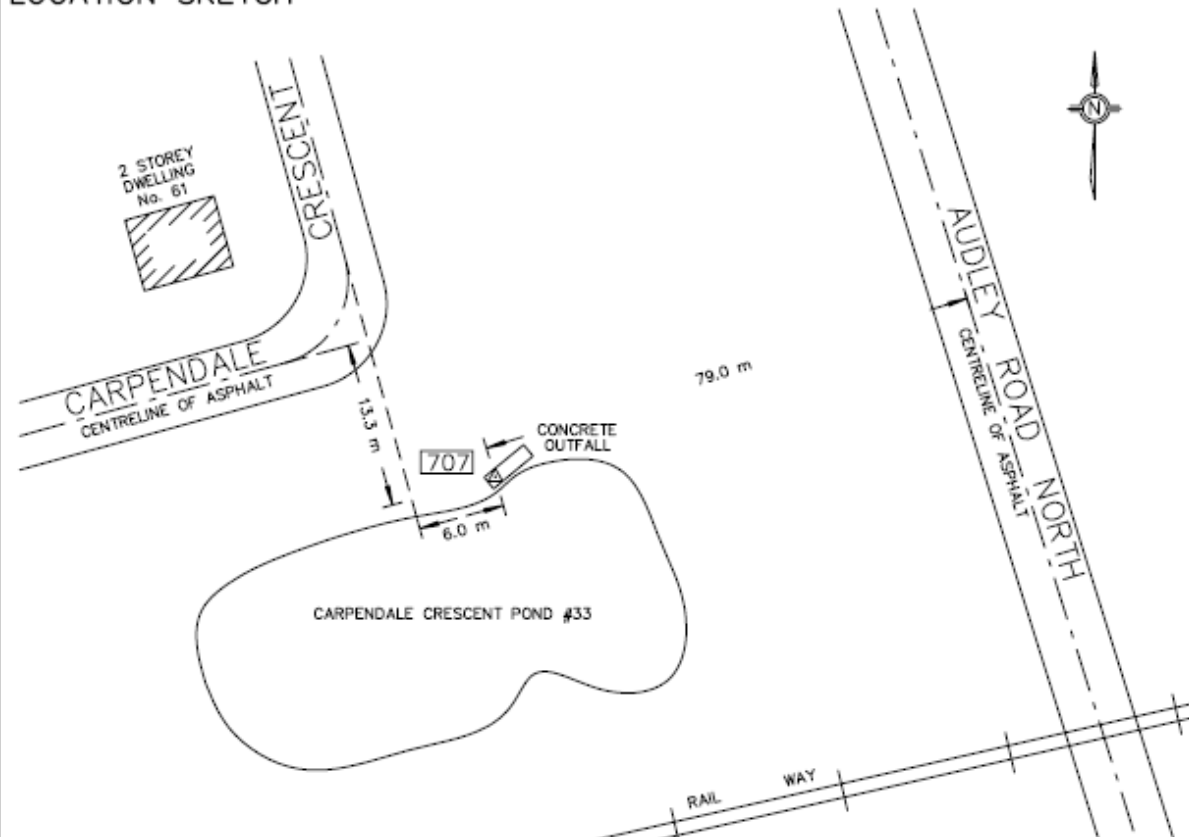 LOCATION SKETCH
CRESCENT
2 STOREY
DWELLING
No. 61
N
AUDLEY ROAD NORTH
CENTRELINE OF ASPHALT
CARPENDALE
CENTRELINE OF ASPHALT
79.0 m
13.3 m
CONCRETE
OUTFALL
707
6.0 m
CARPENDALE CRESCENT POND #33
RAIL WAY